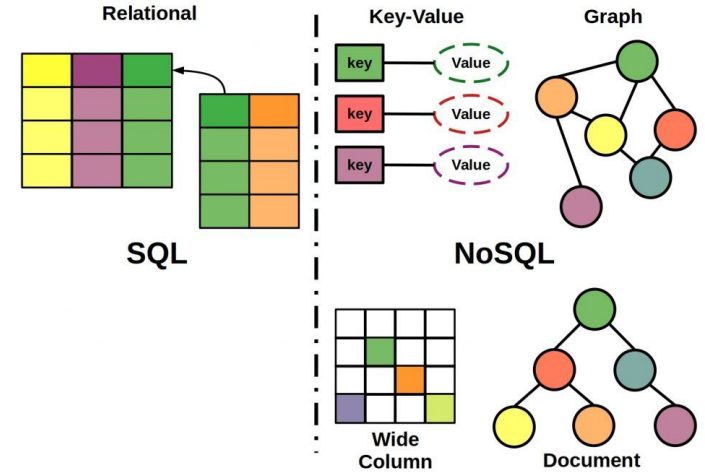 Relational
SQL
Key-Value
key Value
key Value
key Value
Graph
NoSQL
Wide
Column
Document